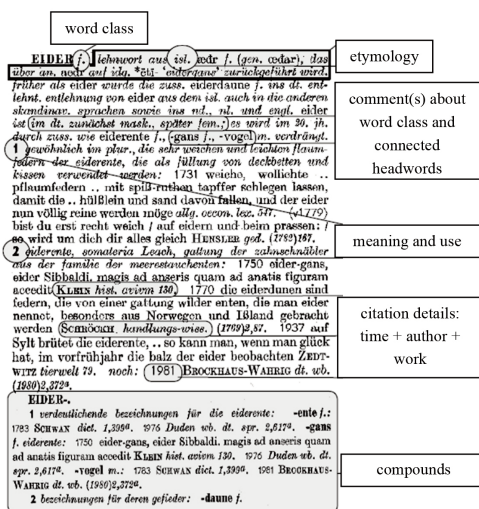 word class
EIDER f. lehnwort aus isl. ædr f. (gen. ædar); das
über an. nodr auf idg. *ēti- 'eidergans' zurückgeführt wird.
früher als eider wurde die zuss. eiderdaune f. ins dt. ent-
lehnt. entlehnung von eider aus dem isl. auch in die anderen
skandinav. sprachen sowie ins nd., nl. und engl. eider
ist (im dt. zunächst mask., später fem.; es wird im 20. jh.
durch zuss. wie eiderente f., (-gans f., -vogel) m. verdrängt.
1 gewöhnlich im plur., die sehr weichen und leichten flaum-
federn der eiderente, die als füllung von deckbetten und
kissen verwendet werden: 1731 weiche, wollichte ..
pflaumfedern .. mit spiß-ruthen tapffer schlegen lassen,
damit die .. hülßlein und sand davon fallen, und der eider
nun völlig reine werden müge allg. oecon. lex. 547. (v1779)
bist du erst recht weich / auf eidern und beim prassen: /
so wird um dich dir alles gleich HENSLER ged. (1782)167.
2 eiderente, somateria Leach, gattung der zahnschnäbler
aus der familie der meerestauchenten: 1750 eider-gans,
eider Sibbaldi. magis ad anseris quam ad anatis figuram
accedit KLEIN hist. avium 130. 1770 die eiderdunen sind
federn, die von einer gattung wilder enten, die man eider
nennet, besonders aus Norwegen und Ißland gebracht
werden (SCHIÖCKH, handlungs-wiss.) (1769)2,87. 1937 auf
Sylt brütet die eiderente, .. so kann man, wenn man glück
hat, im vorfrühjahr die balz der eider beobachten ZEDT-
WITZ tierwelt 79. noch: 1981 BROCKHAUS-WAHRIG dt. wb.
(1980)2,372a.
EIDER-.
1 verdeutlichende bezeichnungen für die eiderente: -ente f.:
1783 SCHWAN dict. 1,399a. 1976 Duden wb. dt. spr. 2,617a. -gans
f. eiderente: 1750 eider-gans, eider Sibbaldi. magis ad anseris quam
ad anatis figuram accedit KLEIN hist. avium 130. 1976 Duden wb. dt.
spr. 2,617a. -vogel m.: 1783 SCHWAN dict. 1,399a. 1981 BROCKHAUS-
WAHRIG dt. wb. (1980)2,372a.
2 bezeichnungen für deren gefieder: -daune f.
etymology
comment(s) about
word class and
connected
headwords
meaning and use
citation details:
time + author +
work
compounds